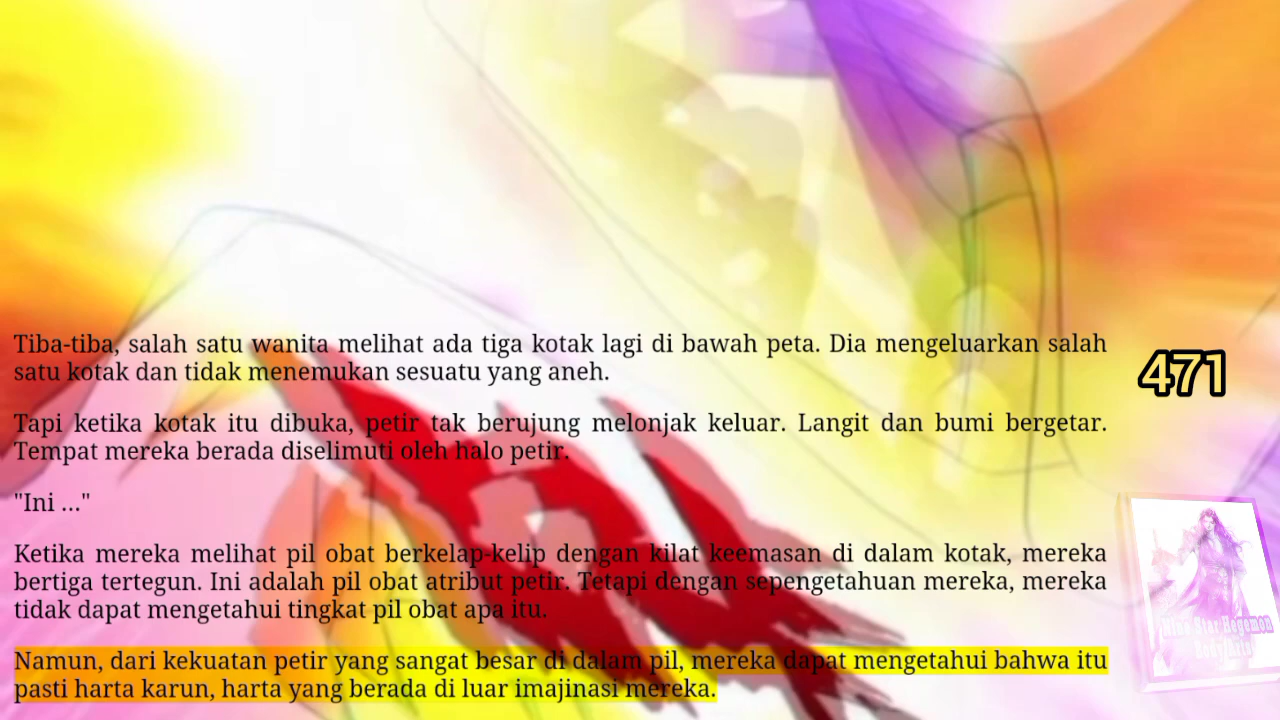 Tiba-tiba, salah satu wanita melihat ada tiga kotak lagi di bawah peta. Dia mengeluarkan salah
satu kotak dan tidak menemukan sesuatu yang aneh.
Tapi ketika kotak itu dibuka, petir tak berujung melonjak keluar. Langit dan bumi bergetar.
Tempat mereka berada diselimuti oleh halo petir.
"Ini ..."
Ketika mereka melihat pil obat berkelap-kelip dengan kilat keemasan di dalam kotak, mereka
bertiga tertegun. Ini adalah pil obat atribut petir. Tetapi dengan sepengetahuan mereka, mereka
tidak dapat mengetahui tingkat pil obat apa itu.
Namun, dari kekuatan petir yang sangat besar di dalam pil, mereka dapat mengetahui bahwa itu
pasti harta karun, harta yang berada di luar imajinasi mereka.
471
Nine Star Hegemon
Body Arts